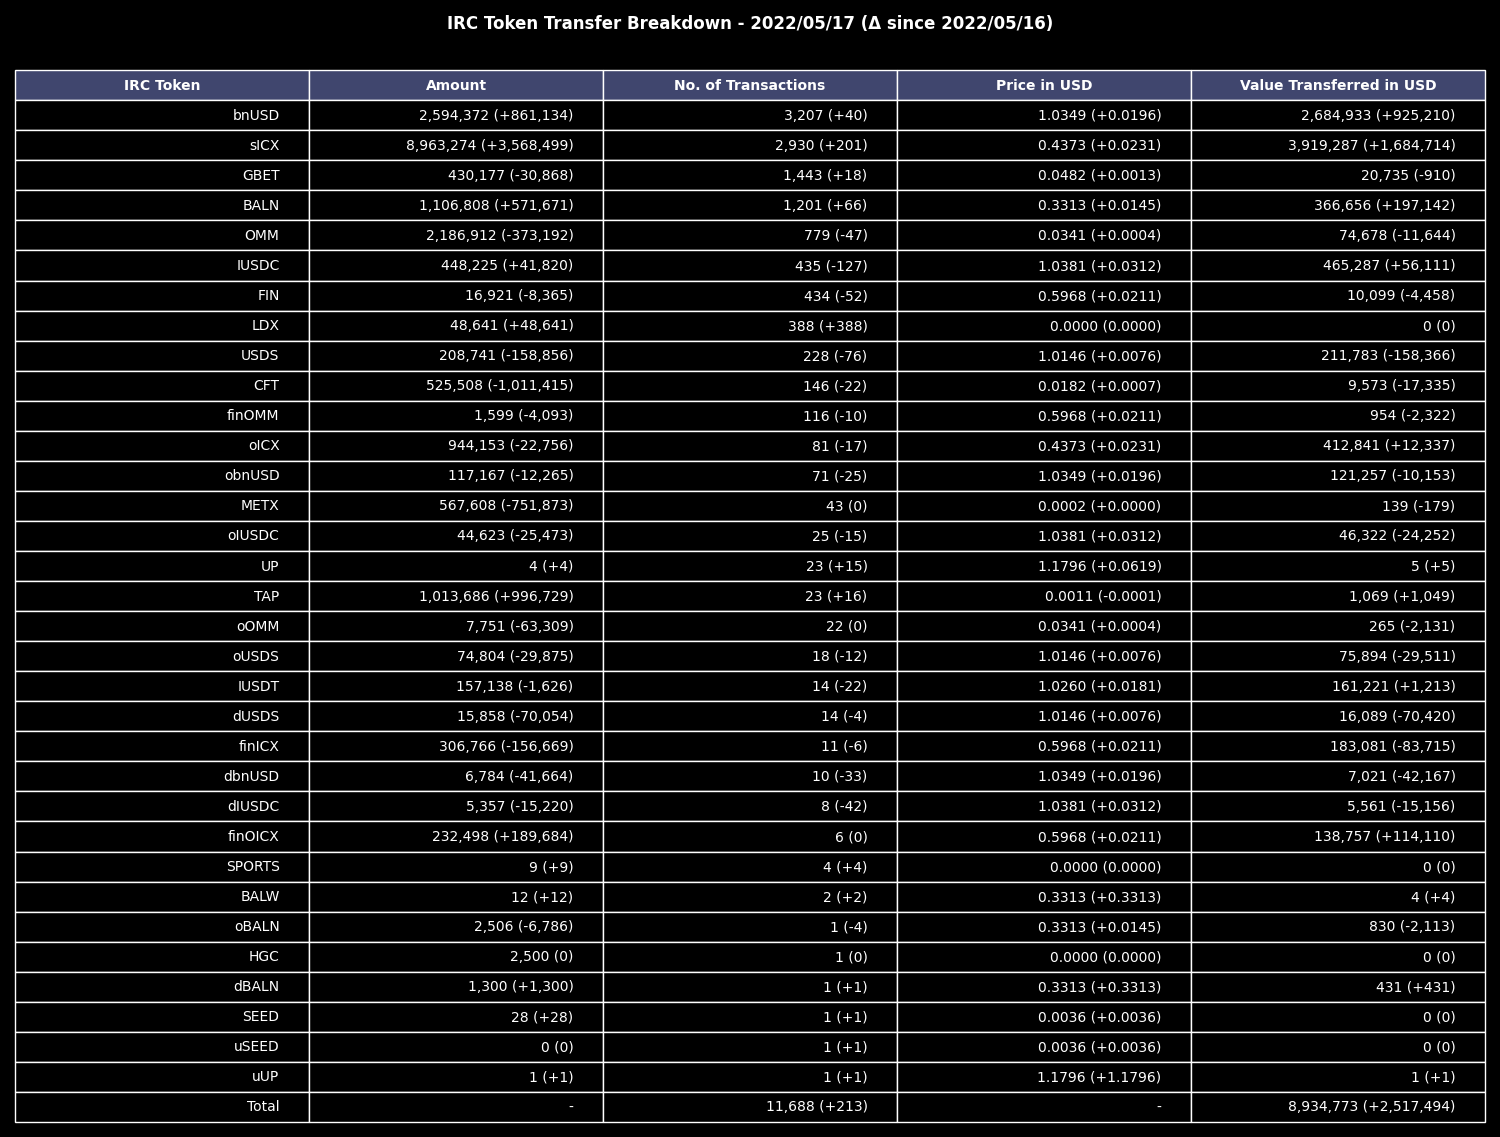 IRC Token Transfer Breakdown - 2022/05/17 (Δ since 2022/05/16)
IRC Token Amount No. of Transactions Price in USD Value Transferred in USD
bnUSD 2,594,372 (+861,134) 3,207 (+40) 1.0349 (+0.0196) 2,684,933 (+925,210)
sICX 8,963,274 (+3,568,499) 2,930 (+201) 0.4373 (+0.0231) 3,919,287 (+1,684,714)
GBET 430,177 (-30,868) 1,443 (+18) 0.0482 (+0.0013) 20,735 (-910)
BALN 1,106,808 (+571,671) 1,201 (+66) 0.3313 (+0.0145) 366,656 (+197,142)
OMM 2,186,912 (-373,192) 779 (-47) 0.0341 (+0.0004) 74,678 (-11,644)
IUSDC 448,225 (+41,820) 435 (-127) 1.0381 (+0.0312) 465,287 (+56,111)
FIN 16,921 (-8,365) 434 (-52) 0.5968 (+0.0211) 10,099 (-4,458)
LDX 48,641 (+48,641) 388 (+388) 0.0000 (0.0000) 0 (0)
USDS 208,741 (-158,856) 228 (-76) 1.0146 (+0.0076) 211,783 (-158,366)
CFT 525,508 (-1,011,415) 146 (-22) 0.0182 (+0.0007) 9,573 (-17,335)
finOMM 1,599 (-4,093) 116 (-10) 0.5968 (+0.0211) 954 (-2,322)
oICX 944,153 (-22,756) 81 (-17) 0.4373 (+0.0231) 412,841 (+12,337)
obnUSD 117,167 (-12,265) 71 (-25) 1.0349 (+0.0196) 121,257 (-10,153)
METX 567,608 (-751,873) 43 (0) 0.0002 (+0.0000) 139 (-179)
oIUSDC 44,623 (-25,473) 25 (-15) 1.0381 (+0.0312) 46,322 (-24,252)
UP 4 (+4) 23 (+15) 1.1796 (+0.0619) 5 (+5)
TAP 1,013,686 (+996,729) 23 (+16) 0.0011 (-0.0001) 1,069 (+1,049)
oOMM 7,751 (-63,309) 22 (0) 0.0341 (+0.0004) 265 (-2,131)
oUSDS 74,804 (-29,875) 18 (-12) 1.0146 (+0.0076) 75,894 (-29,511)
IUSDT 157,138 (-1,626) 14 (-22) 1.0260 (+0.0181) 161,221 (+1,213)
dUSDS 15,858 (-70,054) 14 (-4) 1.0146 (+0.0076) 16,089 (-70,420)
finICX 306,766 (-156,669) 11 (-6) 0.5968 (+0.0211) 183,081 (-83,715)
dbnUSD 6,784 (-41,664) 10 (-33) 1.0349 (+0.0196) 7,021 (-42,167)
dIUSDC 5,357 (-15,220) 8 (-42) 1.0381 (+0.0312) 5,561 (-15,156)
finOICX 232,498 (+189,684) 6 (0) 0.5968 (+0.0211) 138,757 (+114,110)
SPORTS 9 (+9) 4 (+4) 0.0000 (0.0000) 0 (0)
BALW 12 (+12) 2 (+2) 0.3313 (+0.3313) 4 (+4)
oBALN 2,506 (-6,786) 1 (-4) 0.3313 (+0.0145) 830 (-2,113)
HGC 2,500 (0) 1 (0) 0.0000 (0.0000) 0 (0)
dBALN 1,300 (+1,300) 1 (+1) 0.3313 (+0.3313) 431 (+431)
SEED 28 (+28) 1 (+1) 0.0036 (+0.0036) 0 (0)
uSEED 0 (0) 1 (+1) 0.0036 (+0.0036) 0 (0)
uUP 1 (+1) 1 (+1) 1.1796 (+1.1796) 1 (+1)
Total - 11,688 (+213) - 8,934,773 (+2,517,494)